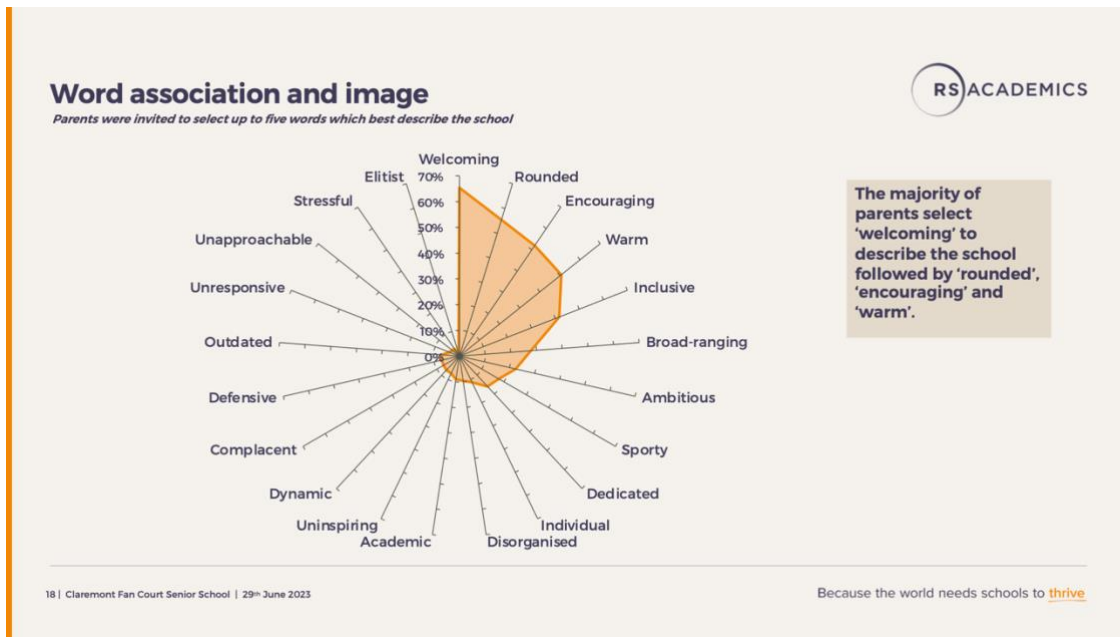 Word association and image
Parents were invited to select up to five words which best describe the school
RS ACADEMICS
Welcoming
Rounded
Encouraging
Warm
Inclusive
Broad-ranging
Ambitious
Sporty
Dedicated
Individual
Disorganised
Academic
Uninspiring
Dynamic
Complacent
Defensive
Outdated
Unresponsive
Unapproachable
Stressful
Elitist
70%
60%
50%
40%
30%
20%
10%
0%
The majority of
parents select
‘welcoming’ to
describe the school
followed by ‘rounded’,
‘encouraging’ and
‘warm’.
18 | Claremont Fan Court Senior School | 29th June 2023
Because the world needs schools to thrive